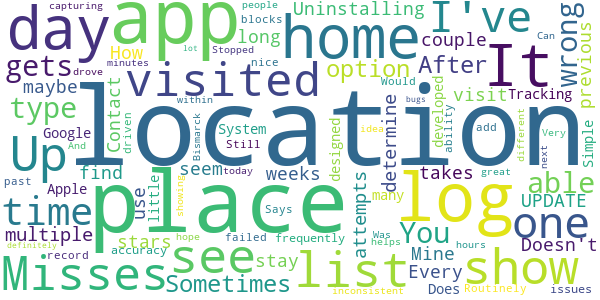 day
app
home
I've
It
wrong
previous
Uninstalling
blocks
people
capturing
lot
Stopped
minutes
drove
nice
long
couple
How
gets
visited
option
After
Tracking
visit
maybe
type
Google
Up
And
driven
Contact
within
Can
bugs
location
System
Still
Bismarck
today
find
little
showing
Would
idea
designed
determine
developed
ability
add
Very
different
next
Simple
great
past
Apple
use
seem
weeks
takes
many
able
time
place
log
one
UPDATE
multiple
stars
Says
attempts
You
Doesn't
definitely
record
hope
failed
Was
frequently
Mine
hours
helps
Misses
accuracy
see
stay
list
Every
show
Sometimes
Does
Routinely
issues
inconsistent